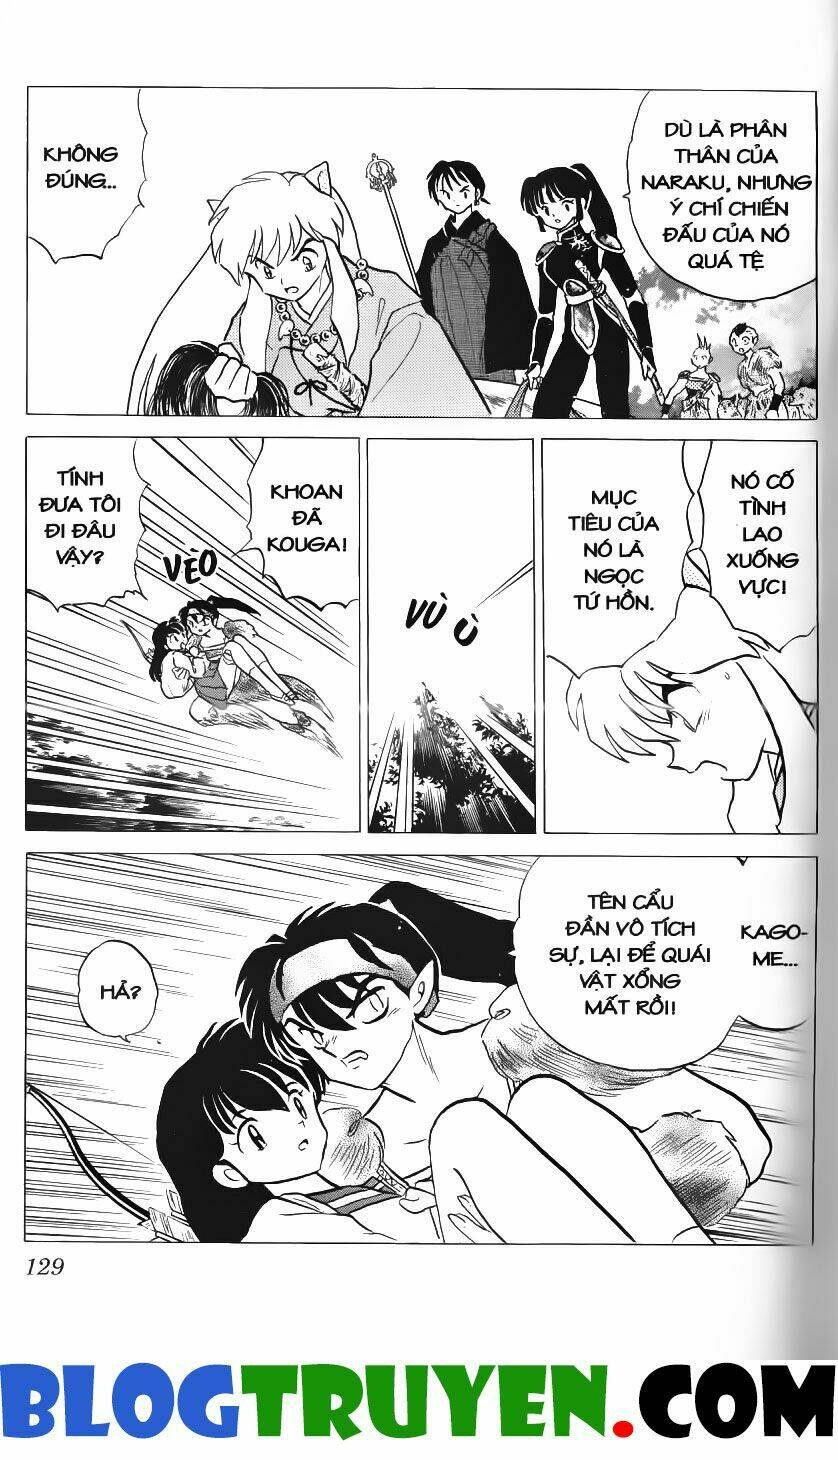 DÙ LÀ PHÂN
THÂN CỦA
NARAKU, NHƯNG
Ý CHÍ CHIẾN
ĐẤU CỦA NÓ
QUÁ TỆ
KHÔNG
ĐÚNG...
NÓ CỐ
TÌNH
LAO
XUỐNG
VỰC!
MỤC
TIÊU CỦA
NÓ LÀ
NGỌC
TỨ HỒN.
VÙ Ù
KHOAN
ĐÃ
KOUGA!
VÈO
TÍNH
ĐƯA TÔI
ĐI ĐÂU
VẬY?
KAGO-
ME...
TÊN CẨU
ĐẦN VÔ TÍCH
SỰ, LẠI ĐỂ QUÁI
VẬT XỔNG
MẤT RỒI!
HẢ?
129
BLOGTRUYEN.COM